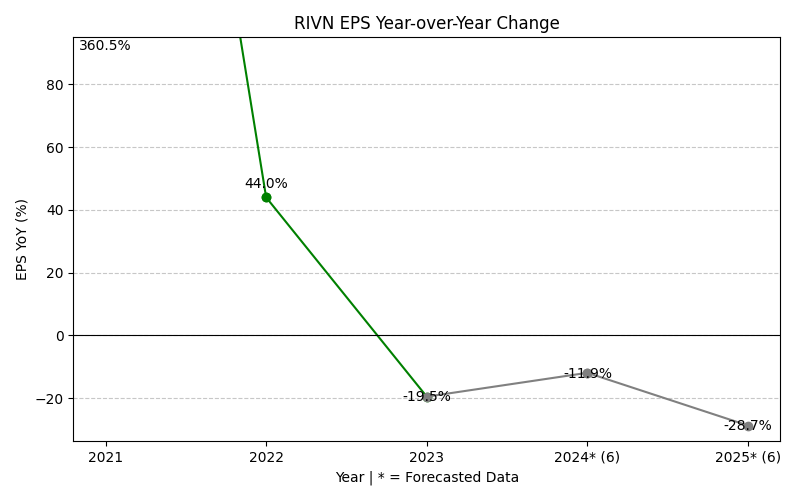 RIVN EPS Year-over-Year Change
360.5%
80
60
44.0%
40
20
0
-11.9%
-19.5%
−20
-28.7%
EPS YoY (%)
2021 2022 2023 2024* (6) 2025* (6)
Year | * = Forecasted Data